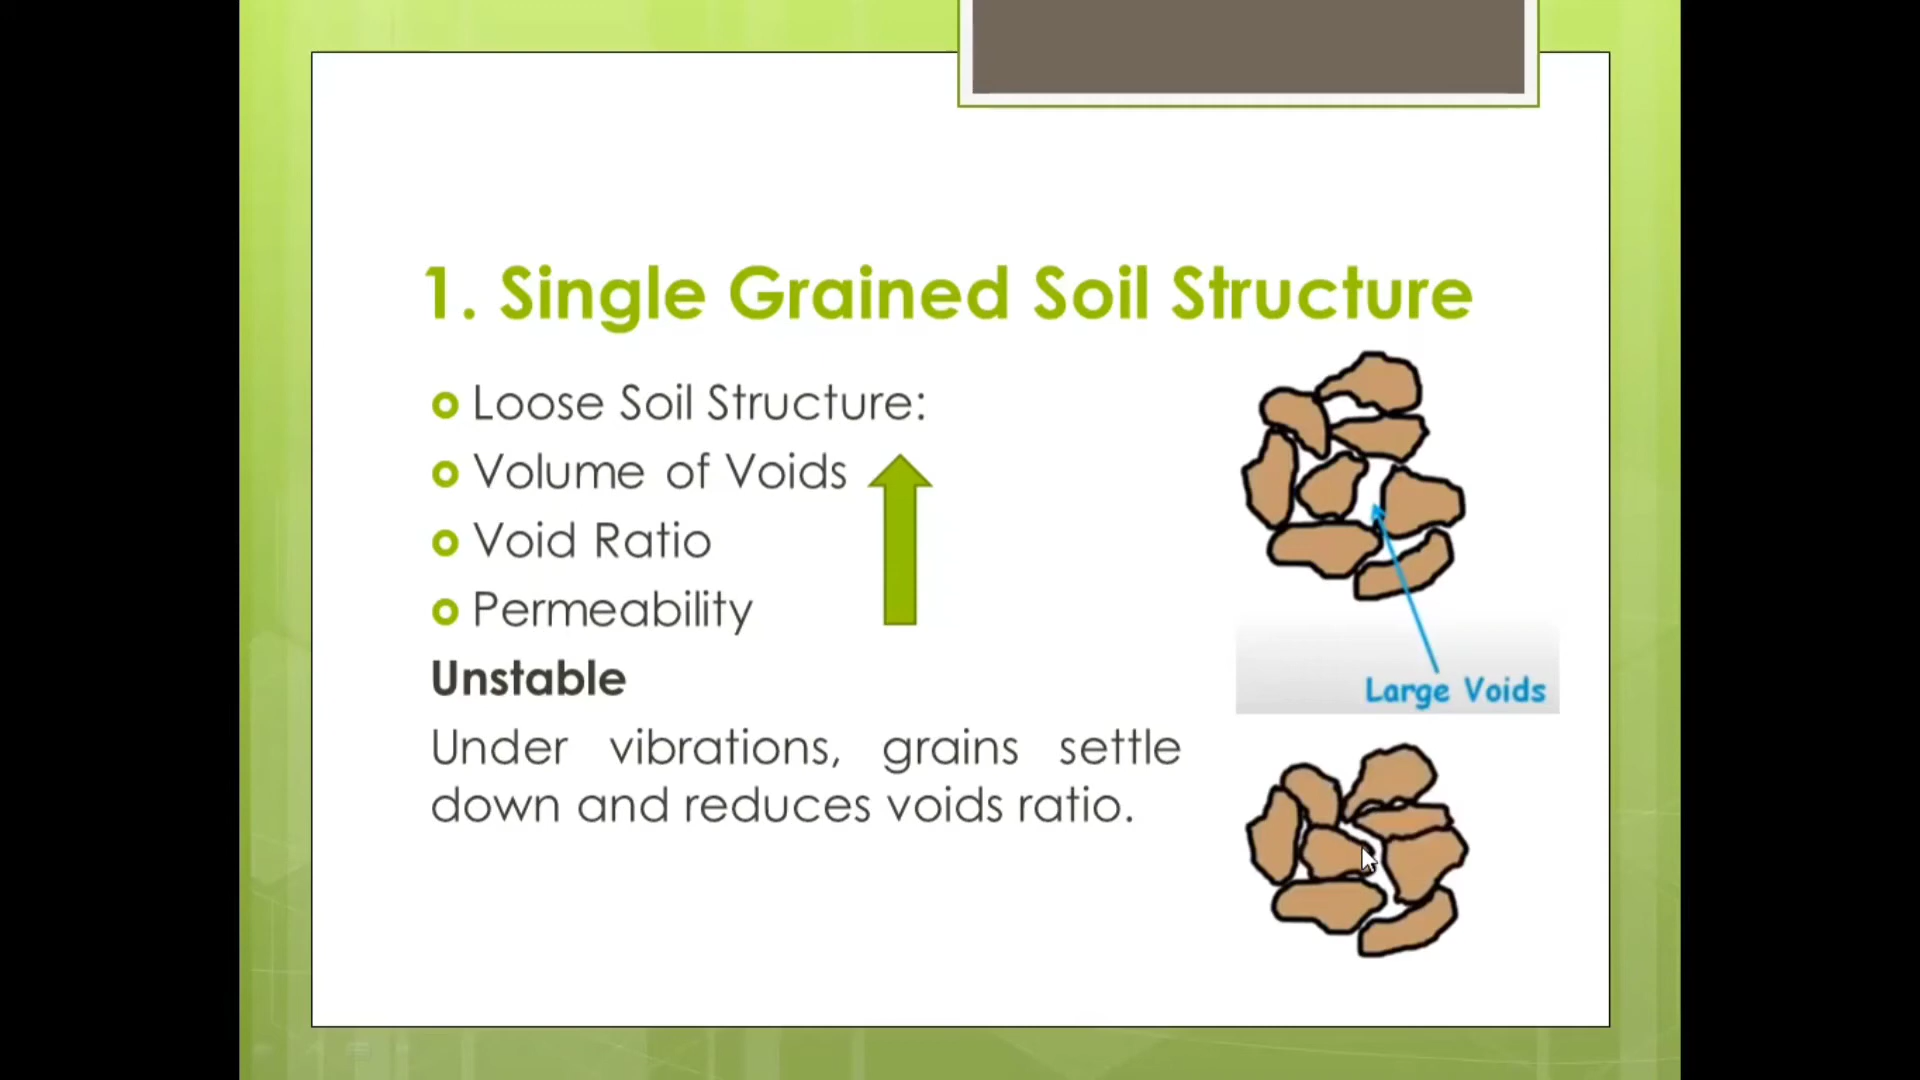 1. Single Grained Soil Structure
Loose Soil Structure:
Volume of Voids
Void Ratio
Permeability
Unstable
Under vibrations, grains settle
down and reduces voids ratio.
Large Voids